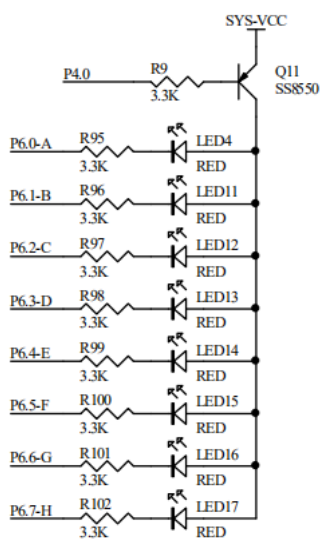 SYS-VCC
R9
Q11
P4.0
3.3K
SS8550
R95
LED4
P6.0-A
3.3K
RED
R96
LED11
P6.1-B
3.3K
RED
R97
LED12
P6.2-C
3.3K
RED
R98
LED13
P6.3-D
3.3K
RED
R99
LED14
P6.4-E
3.3K
RED
R100
LED15
P6.5-F
3.3K
RED
R101
LED16
P6.6-G
3.3K
RED
R102
LED17
P6.7-H
3.3K
RED